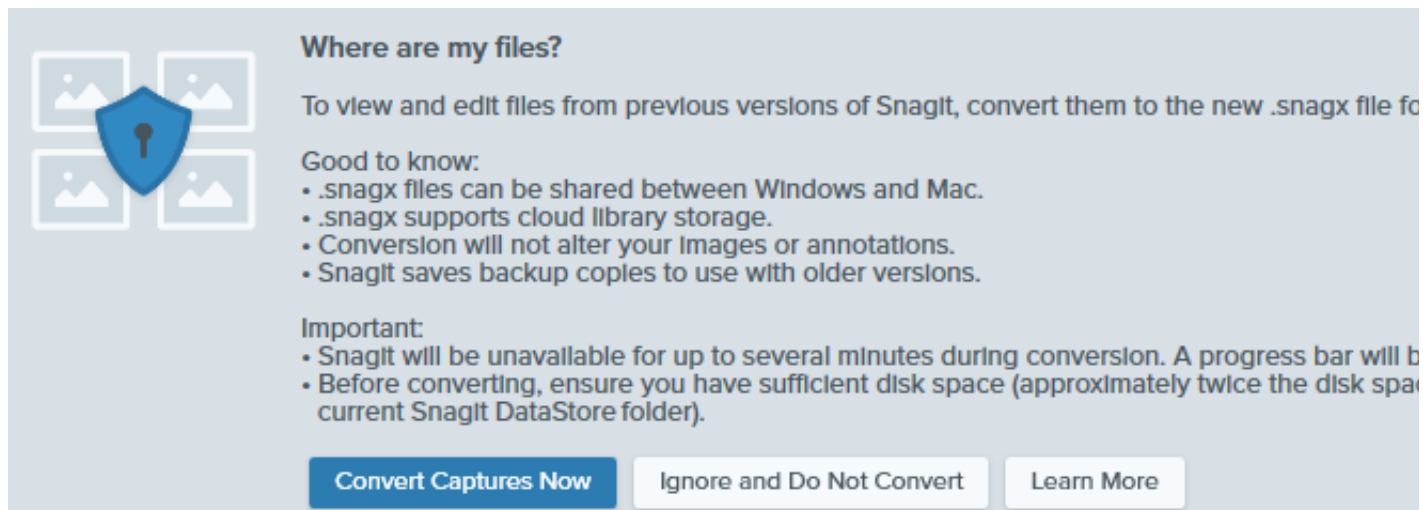 Where are my files?
To view and edit files from previous versions of Snagit, convert them to the new .snagx file
Good to know:
• .snagx files can be shared between Windows and Mac.
• .snagx supports cloud library storage.
• Conversion will not alter your images or annotations.
• Snagit saves backup copies to use with older versions.
Important:
• Snagit will be unavailable for up to several minutes during conversion. A progress bar will
• Before converting, ensure you have sufficient disk space (approximately twice the disk
current Snagit DataStore folder).
Convert Captures Now Ignore and Do Not Convert Learn More